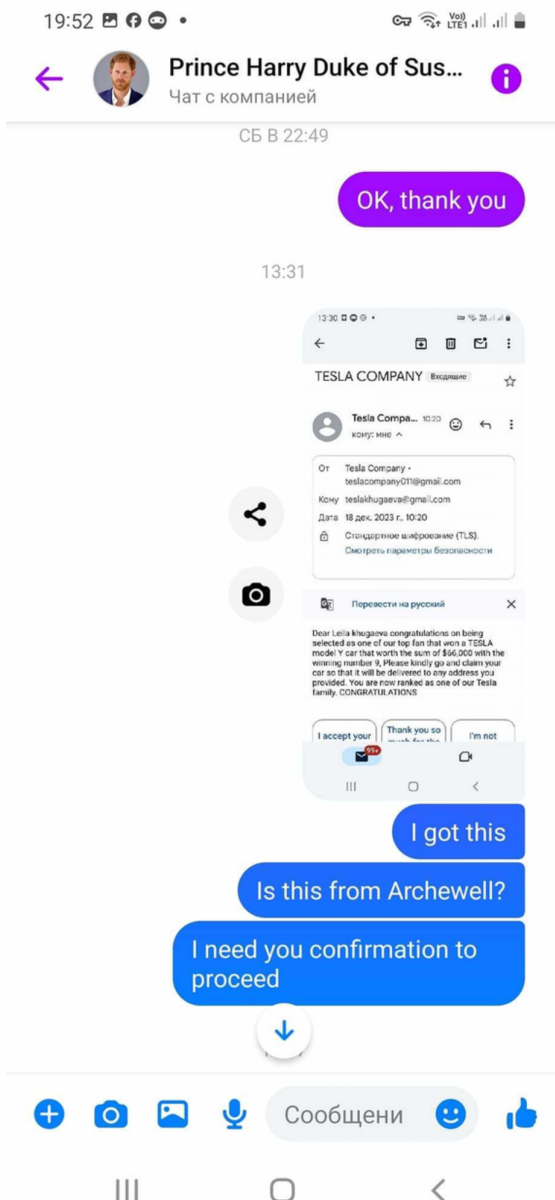 19:52
Vo))
LTE1
Prince Harry Duke of Sus...
Чат с компанией
СБ В 22:49
OK, thank you
13:31
13:30
TESLA COMPANY Входящие
Tesla Compa... 10:20
кому: мне
От Tesla Company •
teslacompany011@gmail.com
Кому teslakhugaeva@gmail.com
Дата 18 дек. 2023 г., 10:20
Стандартное шифрование (TLS).
Смотреть параметры безопасности
Перевести на русский
Dear Leila khugaeva congratulations on being
selected as one of our top fan that won a TESLA
model Y car that worth the sum of $66,000 with the
winning number 9, Please kindly go and claim your
car so that it will be delivered to any address you
provided. You are now ranked as one of our Tesla
family. CONGRATULATIONS
I accept your
Thank you so
much for the
I'm not
99+
I got this
Is this from Archewell?
I need you confirmation to
proceed
Сообщени